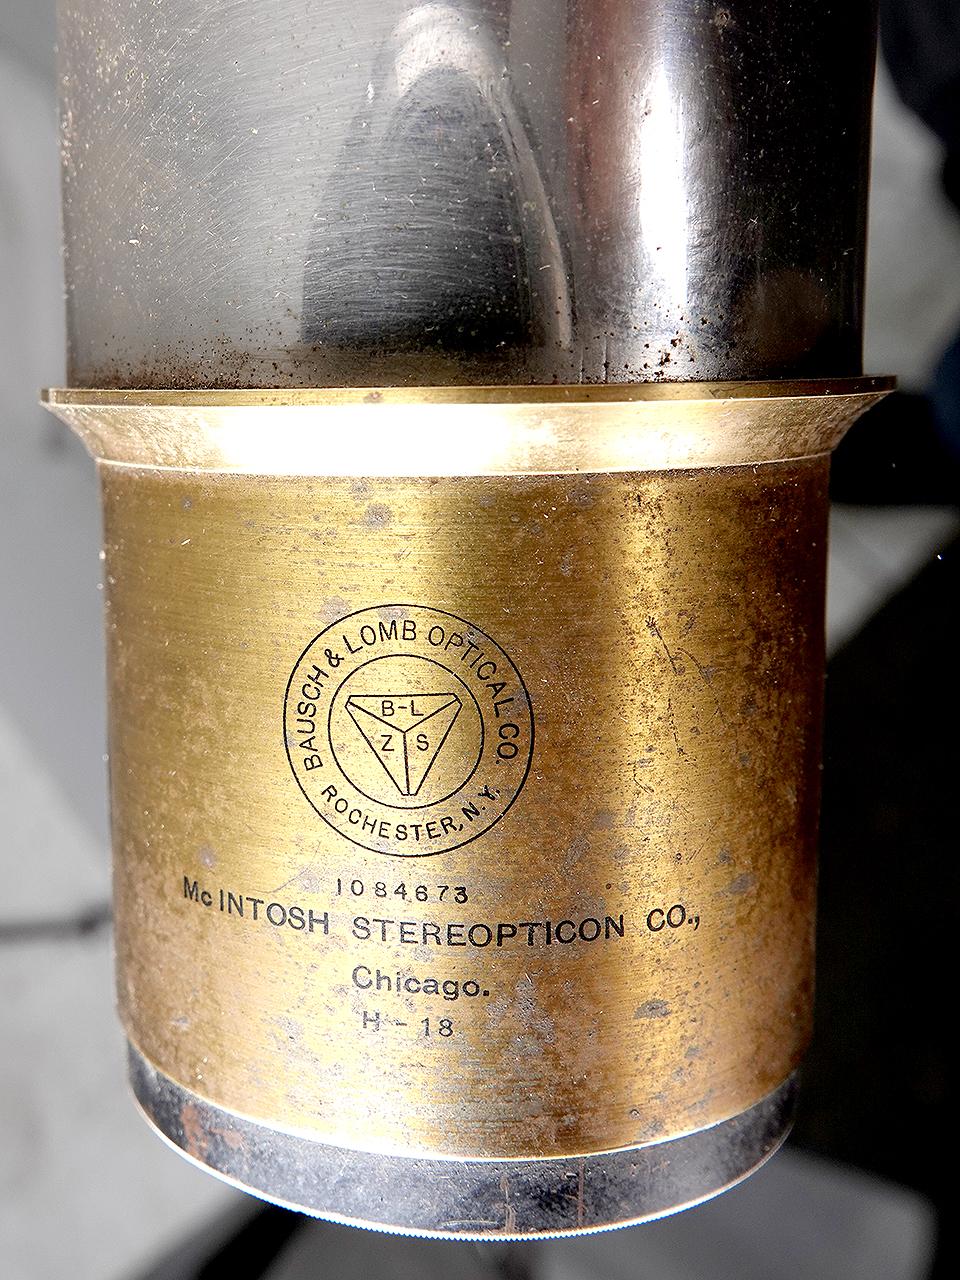 BAUSCH & LOMB OPTICAL CO.
B-L
Z S
ROCHESTER, N.Y.
1084673
McINTOSH STEREOPTICON CO.,
Chicago.
H-18